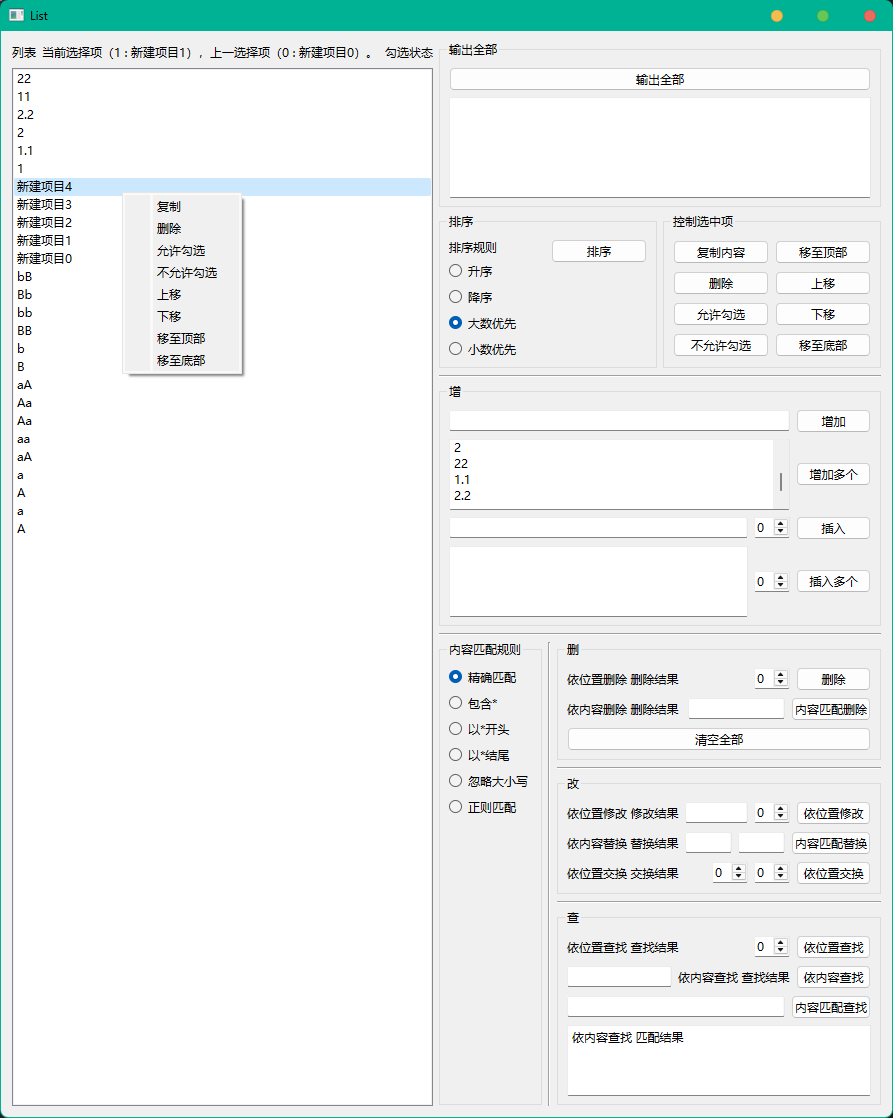 List
列表 当前选择项（1：新建项目1），上一选择项（0：新建项目0）。 勾选状态
22
11
2.2
2
1.1
1
新建项目4
新建项目3
新建项目2
新建项目1
新建项目0
bB
Bb
bb
BB
b
B
aA
Aa
Aa
aa
aA
a
A
a
A
复制
删除
允许勾选
不允许勾选
上移
下移
移至顶部
移至底部
输出全部
输出全部
排序
排序规则
排序
升序
降序
大数优先
小数优先
控制选中项
复制内容 移至顶部
删除 上移
允许勾选 下移
不允许勾选 移至底部
增
增加
2
22
1.1
2.2
增加多个
0 插入
0 插入多个
内容匹配规则
精确匹配
包含*
以*开头
以*结尾
忽略大小写
正则匹配
删
依位置删除 删除结果 0 删除
依内容删除 删除结果 内容匹配删除
清空全部
改
依位置修改 修改结果 0 依位置修改
依内容替换 替换结果 内容匹配替换
依位置交换 交换结果 0 0 依位置交换
查
依位置查找 查找结果 0 依位置查找
依内容查找 查找结果 依内容查找
内容匹配查找
依内容查找 匹配结果